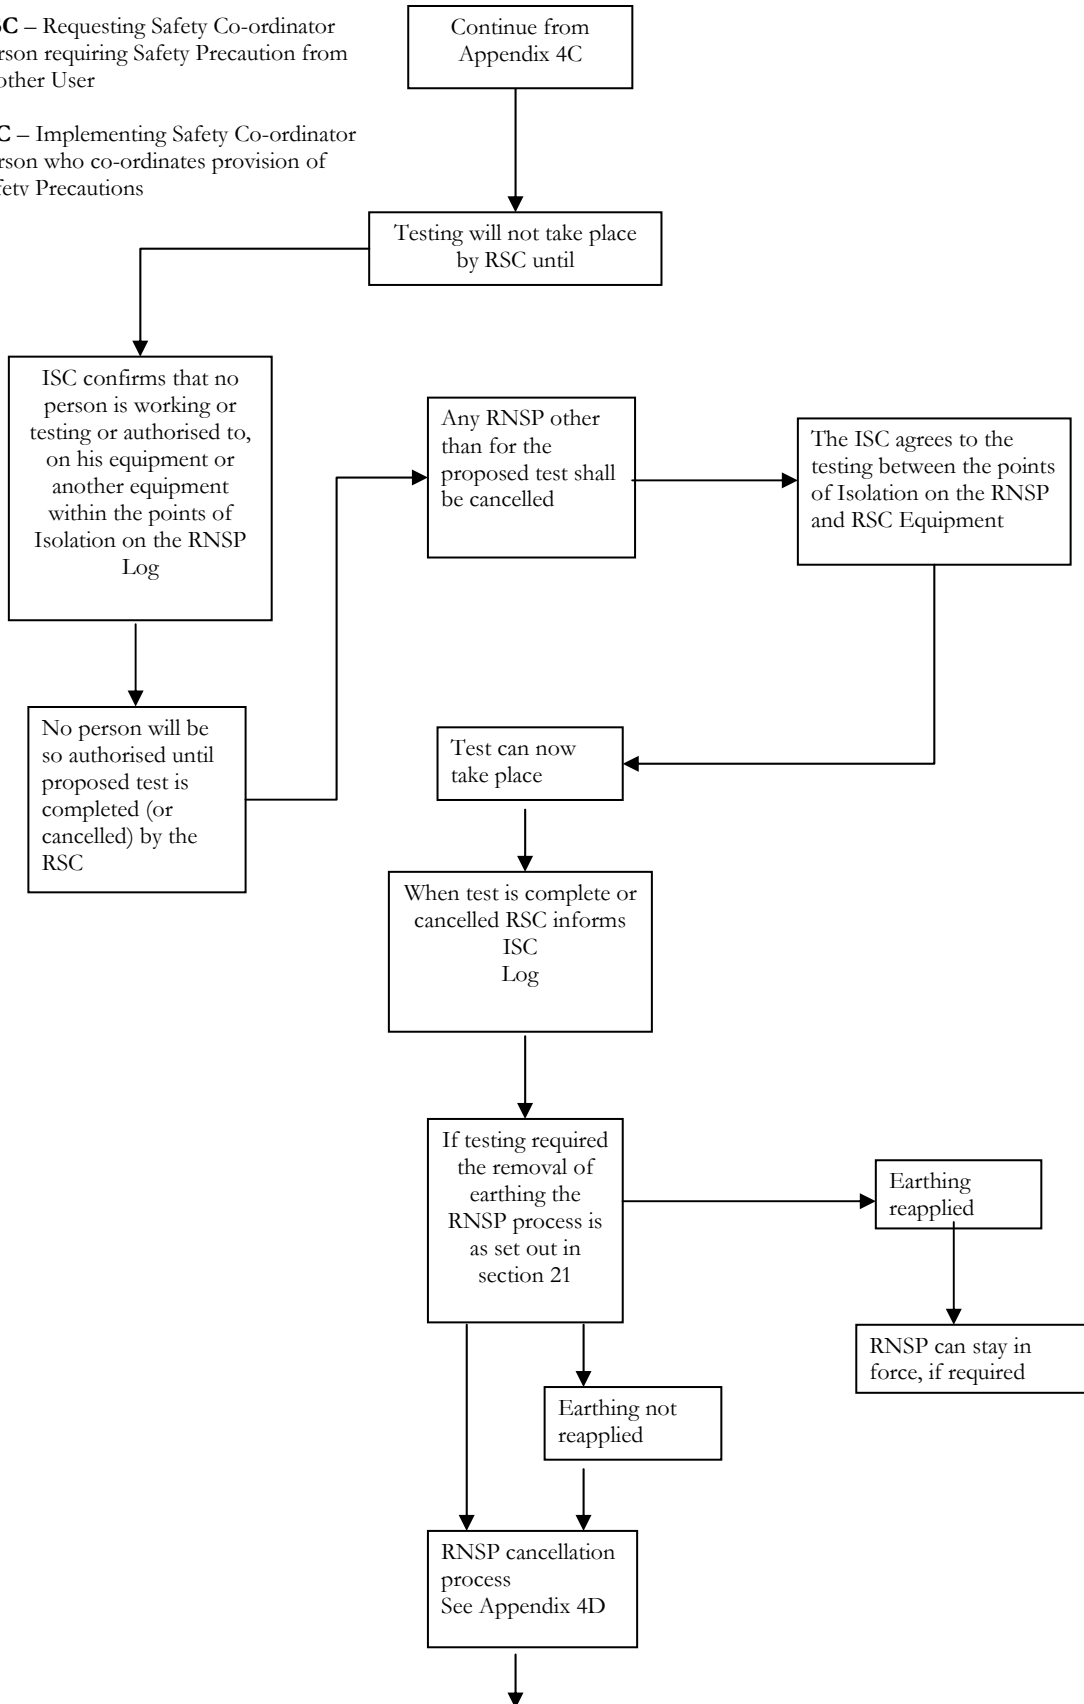 SC – Requesting Safety Co-ordinator
rson requiring Safety Precaution from
other User
C – Implementing Safety Co-ordinator
rson who co-ordinates provision of
fety Precautions
Continue from
Appendix 4C
Testing will not take place
by RSC until
ISC confirms that no
person is working or
testing or authorised to,
on his equipment or
another equipment
within the points of
Isolation on the RNSP
Log
Any RNSP other
than for the
proposed test shall
be cancelled
The ISC agrees to the
testing between the points
of Isolation on the RNSP
and RSC Equipment
No person will be
so authorised until
proposed test is
completed (or
cancelled) by the
RSC
Test can now
take place
When test is complete or
cancelled RSC informs
ISC
Log
If testing required
the removal of
earthing the
RNSP process is
as set out in
section 21
Earthing
reapplied
RNSP can stay in
force, if required
Earthing not
reapplied
RNSP cancellation
process
See Appendix 4D